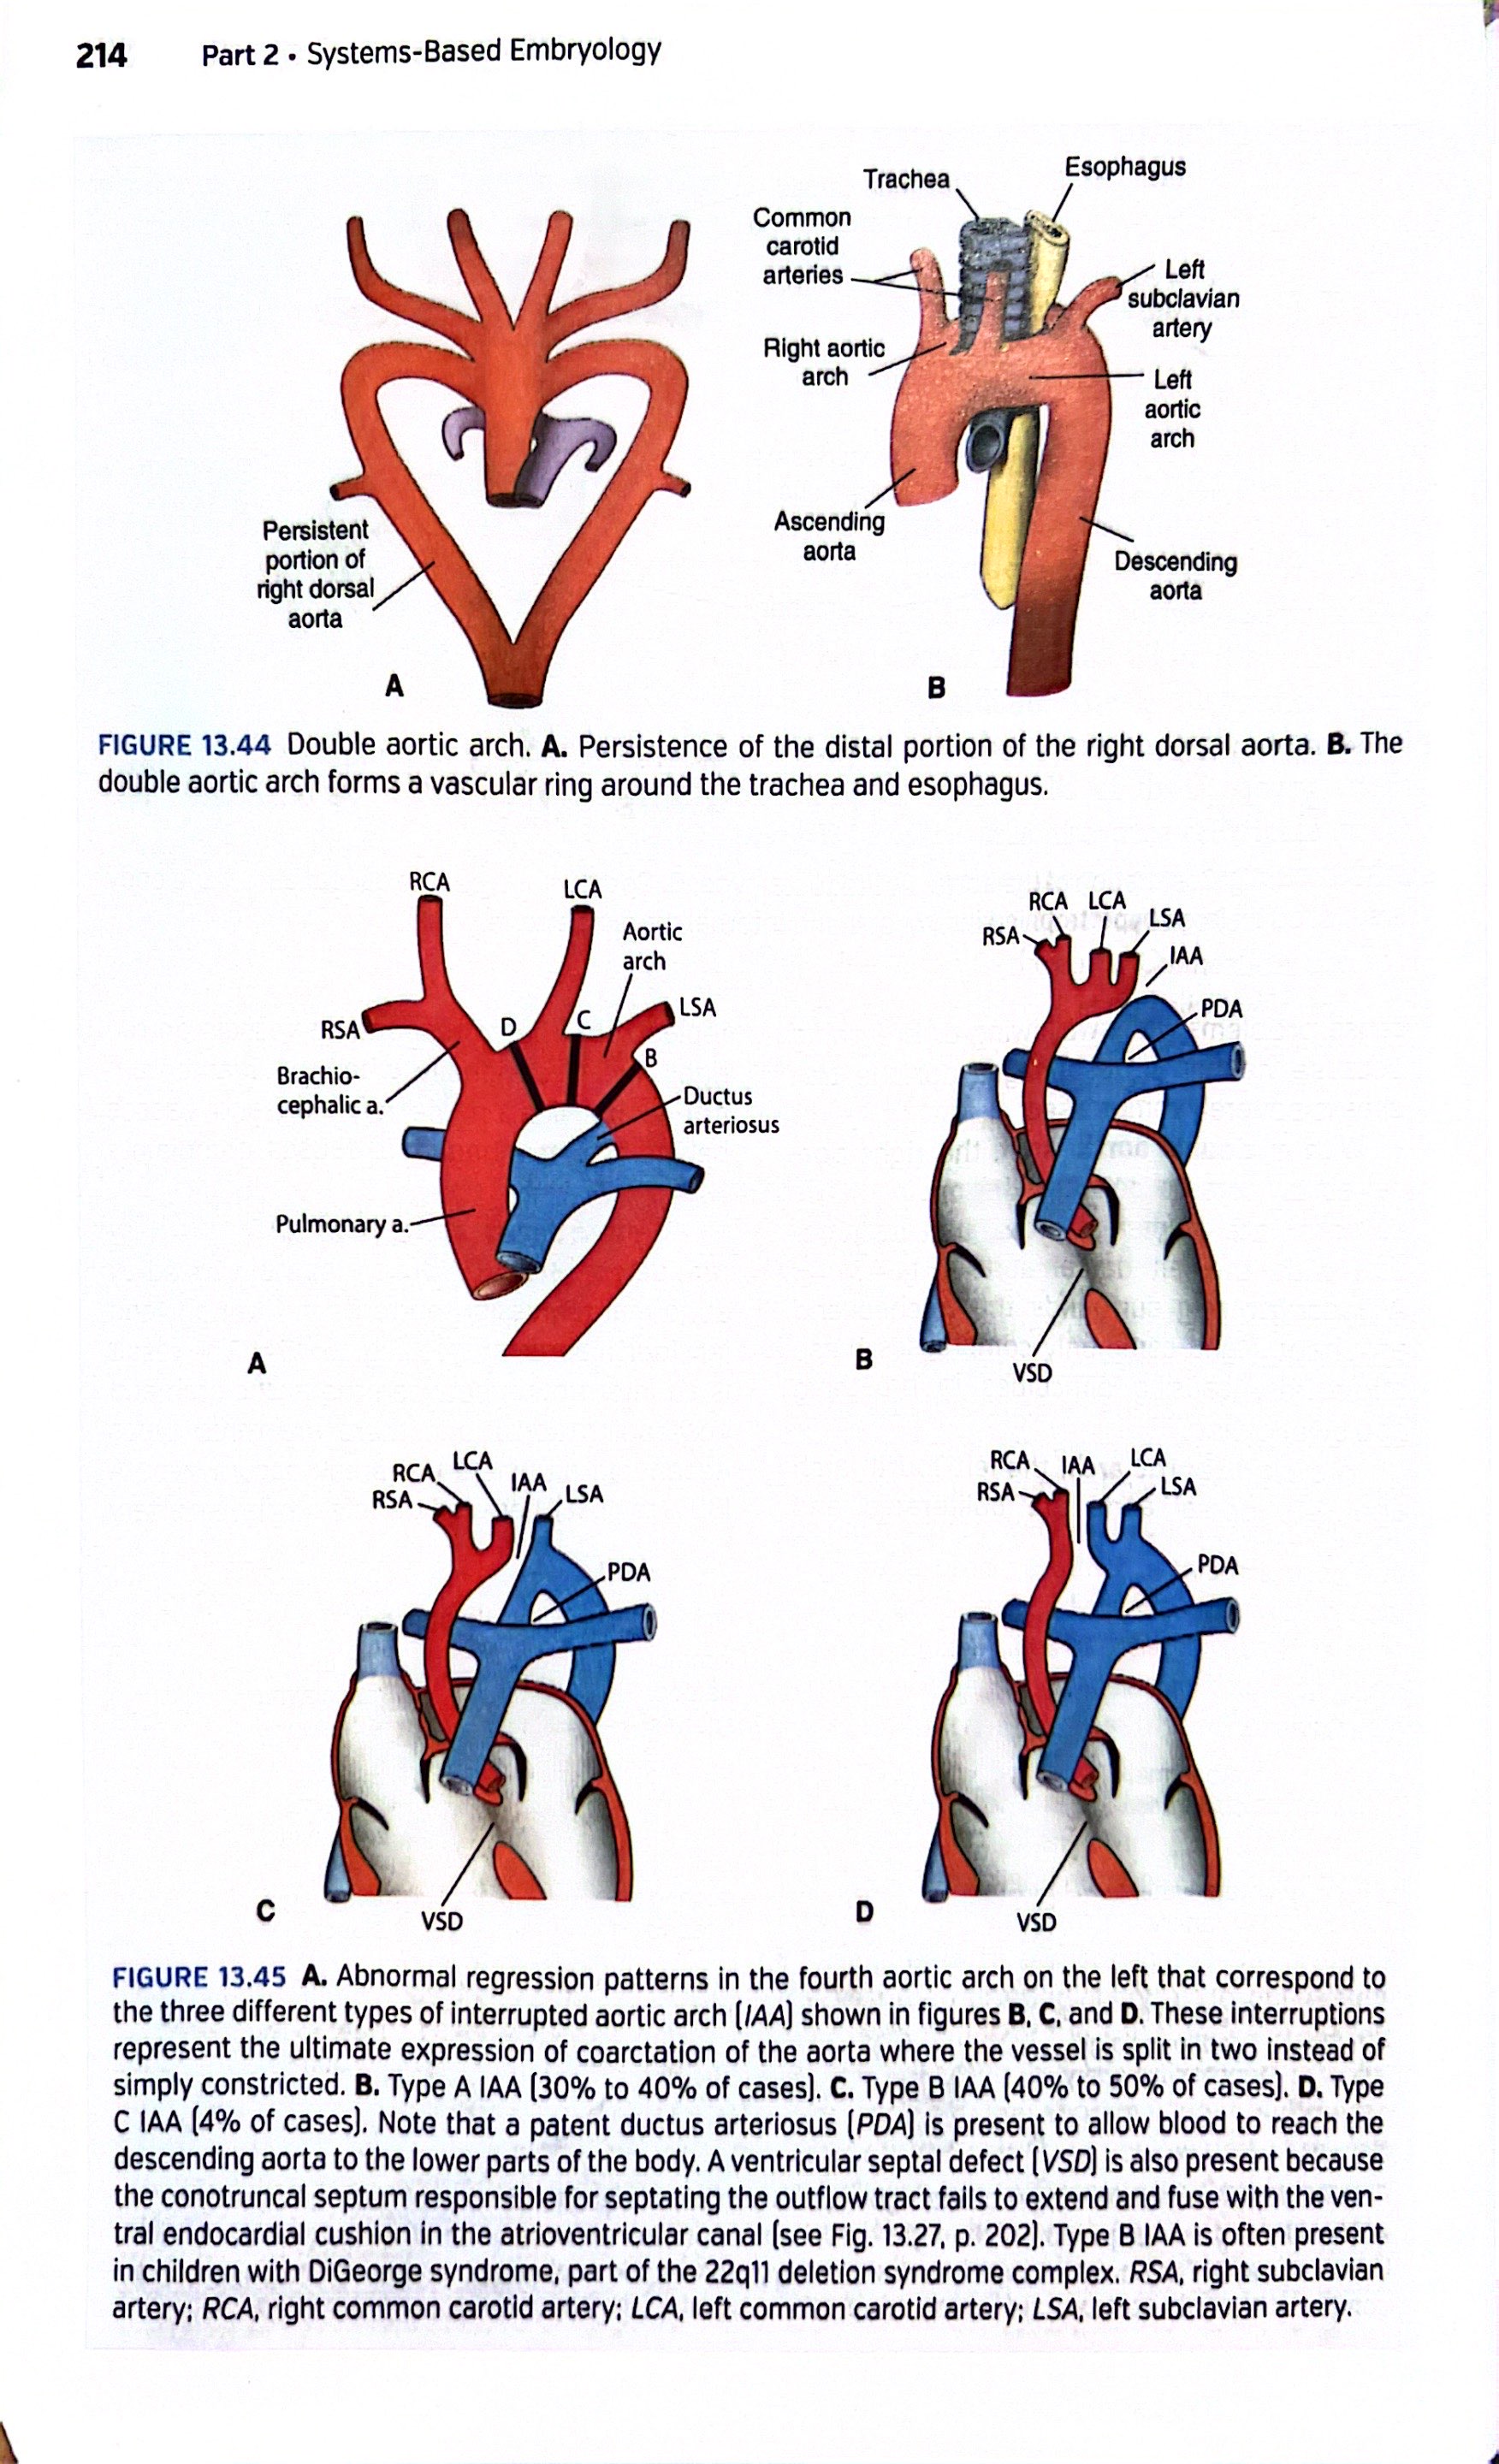 214 Part 2 • Systems-Based Embryology
Trachea
Esophagus
Common
carotid
arteries
Left
subclavian
artery
Right aortic
arch
Left
aortic
arch
Ascending
aorta
Descending
aorta
Persistent
portion of
right dorsal
aorta
A
B
FIGURE 13.44 Double aortic arch. A. Persistence of the distal portion of the right dorsal aorta. B. The
double aortic arch forms a vascular ring around the trachea and esophagus.
RCA
LCA
Aortic
arch
LSA
RSA
D
C
B
Brachio-
cephalic a.
Ductus
arteriosus
Pulmonary a.
A
RCA LCA
LSA
RSA
IAA
PDA
VSD
B
RCA
LCA
IAA
RSA
LSA
PDA
VSD
C
RCA
IAA
LCA
RSA
LSA
PDA
VSD
D
FIGURE 13.45 A. Abnormal regression patterns in the fourth aortic arch on the left that correspond to
the three different types of interrupted aortic arch (IAA) shown in figures B, C, and D. These interruptions
represent the ultimate expression of coarctation of the aorta where the vessel is split in two instead of
simply constricted. B. Type A IAA (30% to 40% of cases). C. Type B IAA (40% to 50% of cases). D. Type
C IAA (4% of cases). Note that a patent ductus arteriosus (PDA) is present to allow blood to reach the
descending aorta to the lower parts of the body. A ventricular septal defect (VSD) is also present because
the conotruncal septum responsible for septating the outflow tract fails to extend and fuse with the ven-
tral endocardial cushion in the atrioventricular canal (see Fig. 13.27, p. 202). Type B IAA is often present
in children with DiGeorge syndrome, part of the 22q11 deletion syndrome complex. RSA, right subclavian
artery; RCA, right common carotid artery; LCA, left common carotid artery; LSA, left subclavian artery.